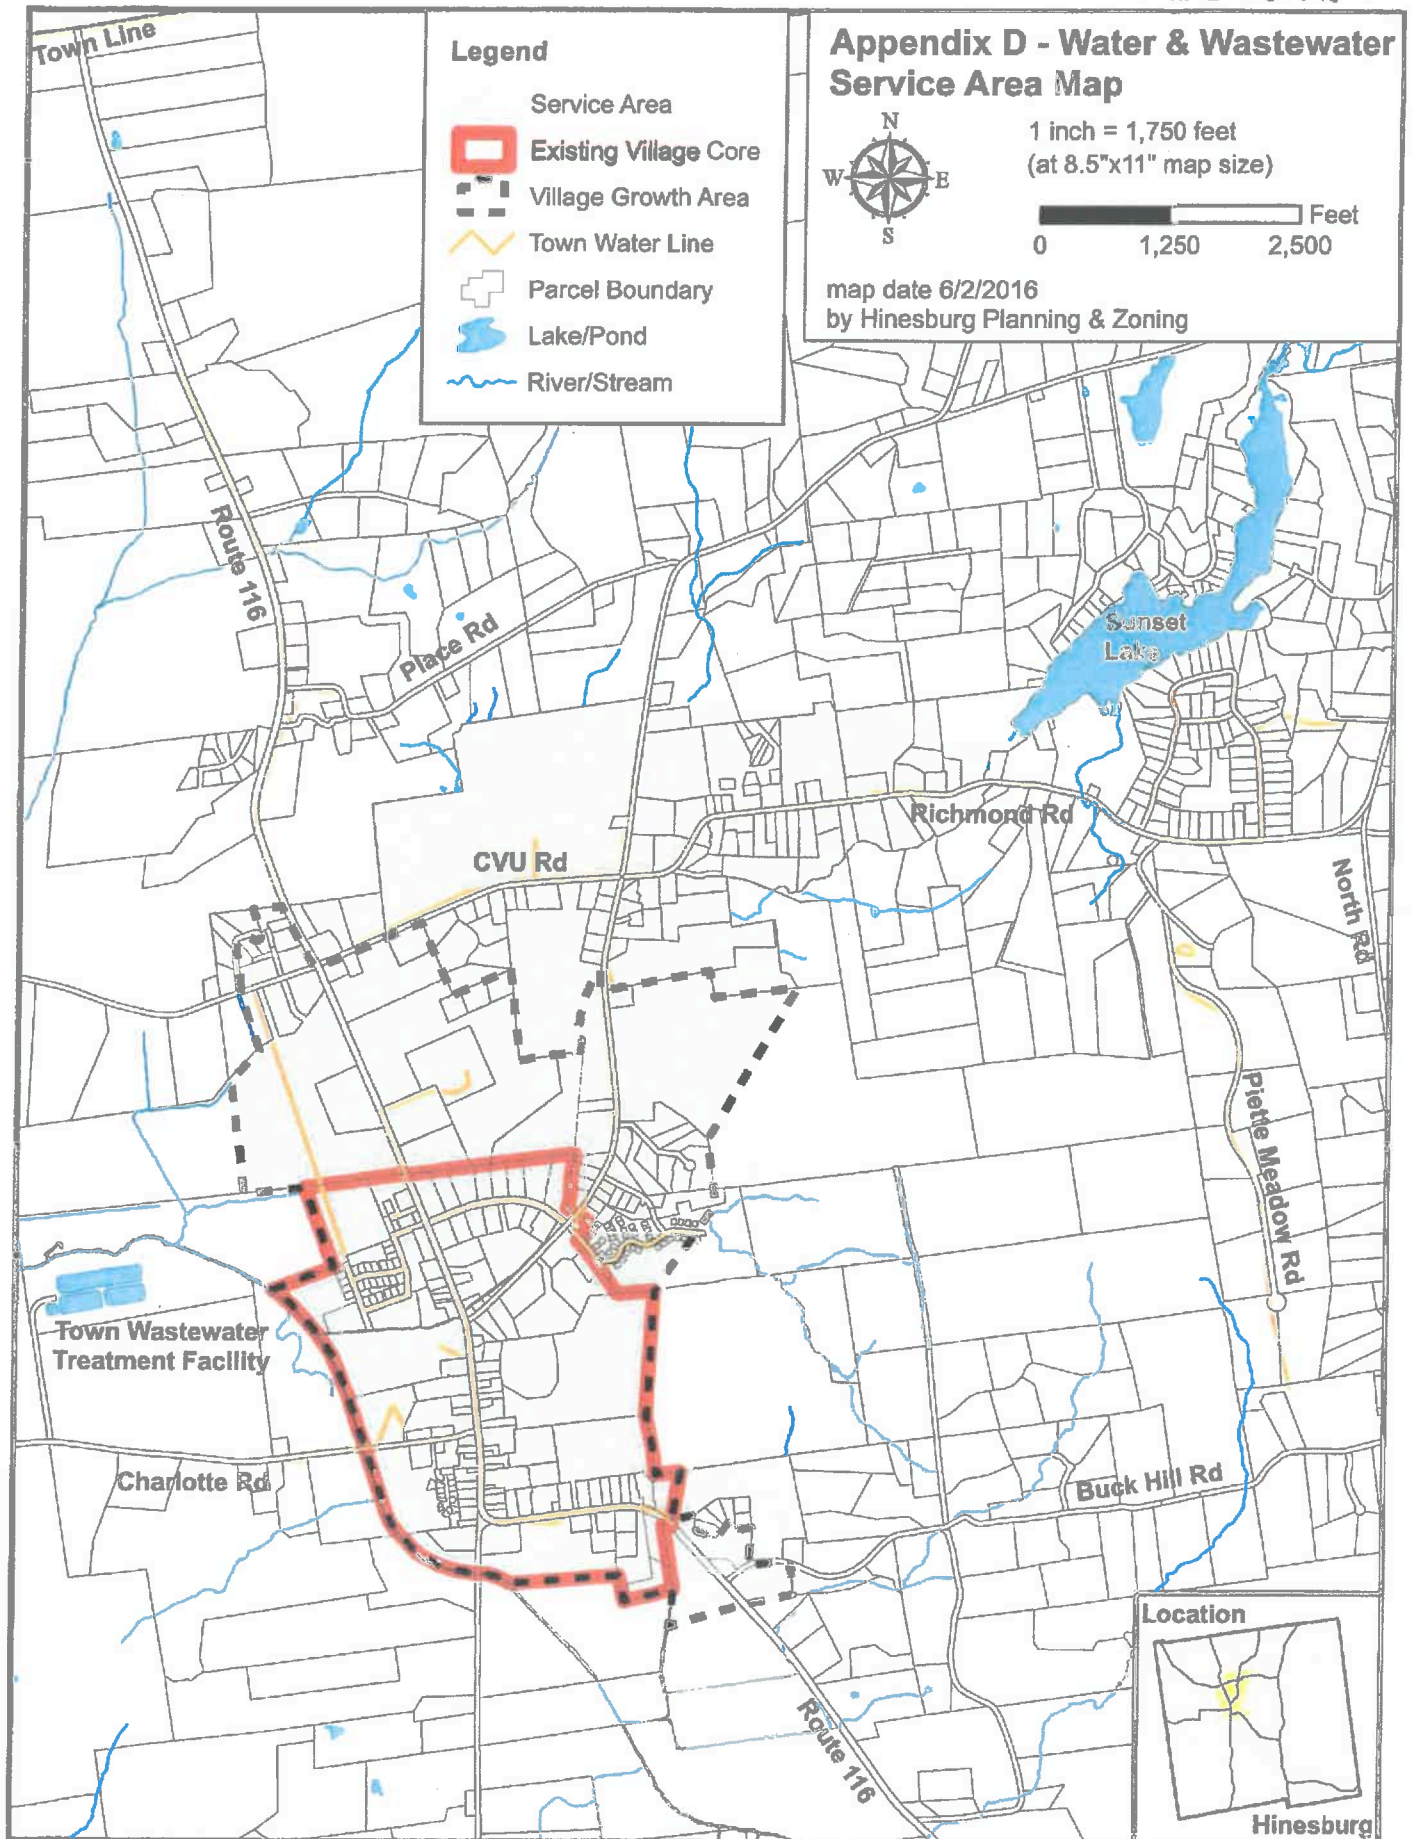 Town Line
Legend
Service Area
Existing Village Core
Village Growth Area
Town Water Line
Parcel Boundary
Lake/Pond
River/Stream
Appendix D - Water & Wastewater
Service Area Map
N
W E
S
1 inch = 1,750 feet
(at 8.5"x11" map size)
Feet
0 1,250 2,500
map date 6/2/2016
by Hinesburg Planning & Zoning
Route 116
Place Rd
Sunset
Lake
Richmond Rd
CVU Rd
North Rd
Piette Meadow Rd
Town Wastewater
Treatment Facility
Charlotte Rd
Buck Hill Rd
Route 116
Location
Hinesburg